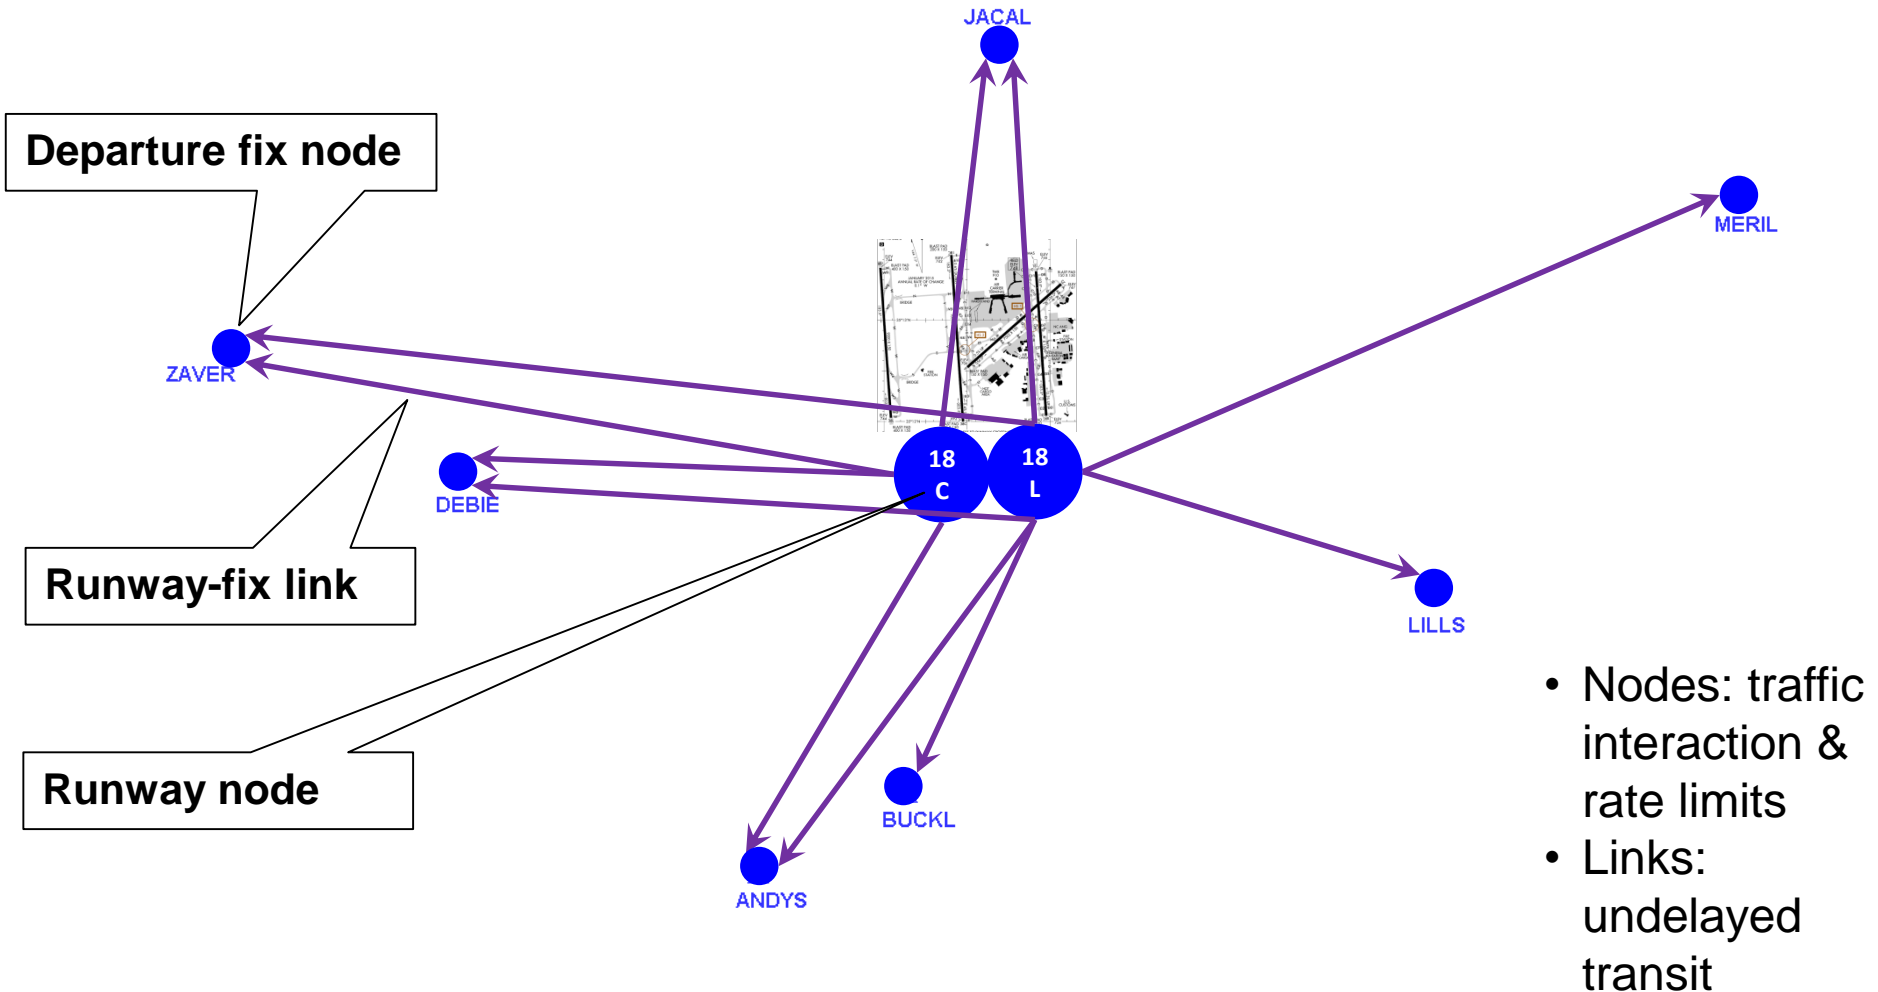 JACAL
Departure fix node
MERIL
ZAVER
18
C
18
L
DEBIE
Runway-fix link
LILLS
Runway node
BUCKL
ANDYS
• Nodes: traffic
interaction &
rate limits
• Links:
undelayed
transit